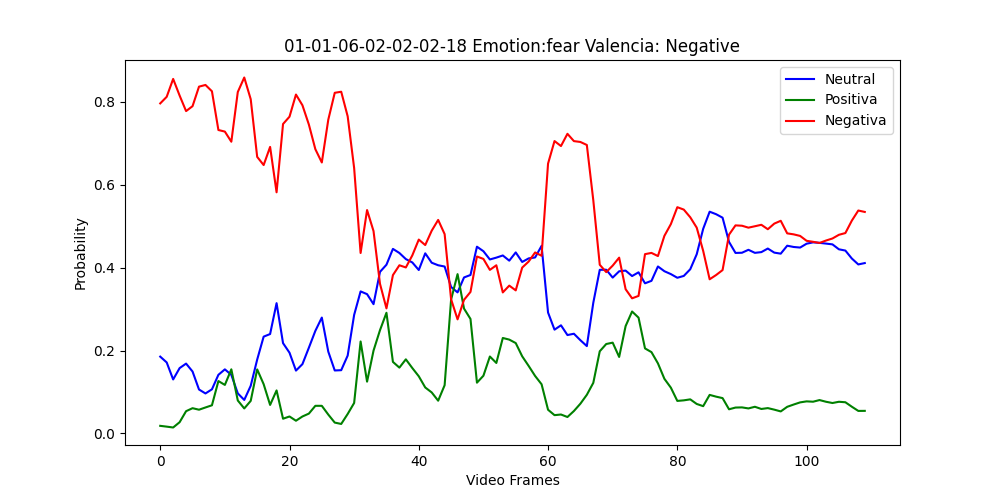 01-01-06-02-02-02-18 Emotion:fear Valencia: Negative
Neutral
Positiva
Negativa
Probability
0.8
0.6
0.4
0.2
0.0
0 20 40 60 80 100
Video Frames